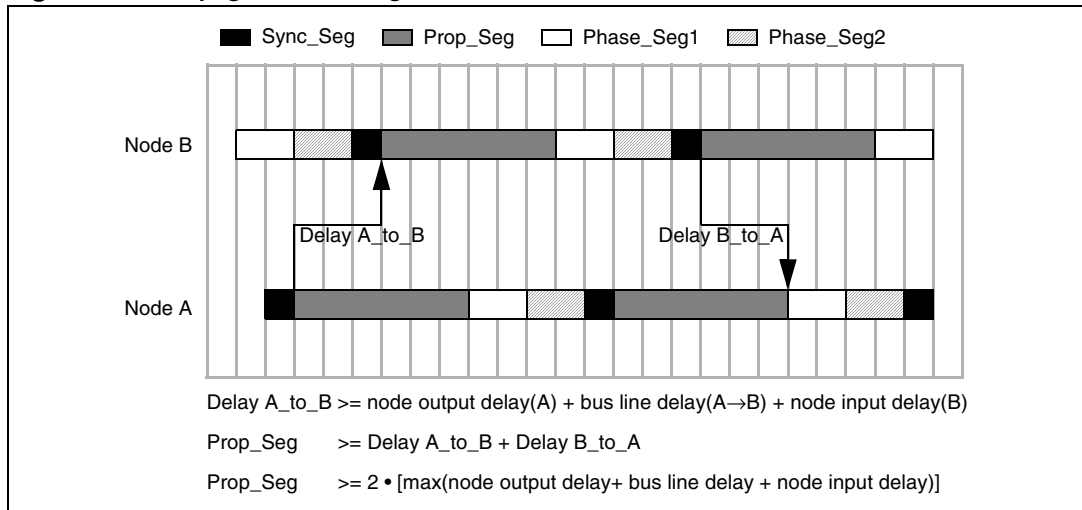 Sync_Seg Prop_Seg Phase_Seg1 Phase_Seg2
Node B
Delay A_to_B Delay B_to_A
Node A
Delay A_to_B >= node output delay(A) + bus line delay(A→B) + node input delay(B)
Prop_Seg >= Delay A_to_B + Delay B_to_A
Prop_Seg >= 2 • [max(node output delay+ bus line delay + node input delay)]